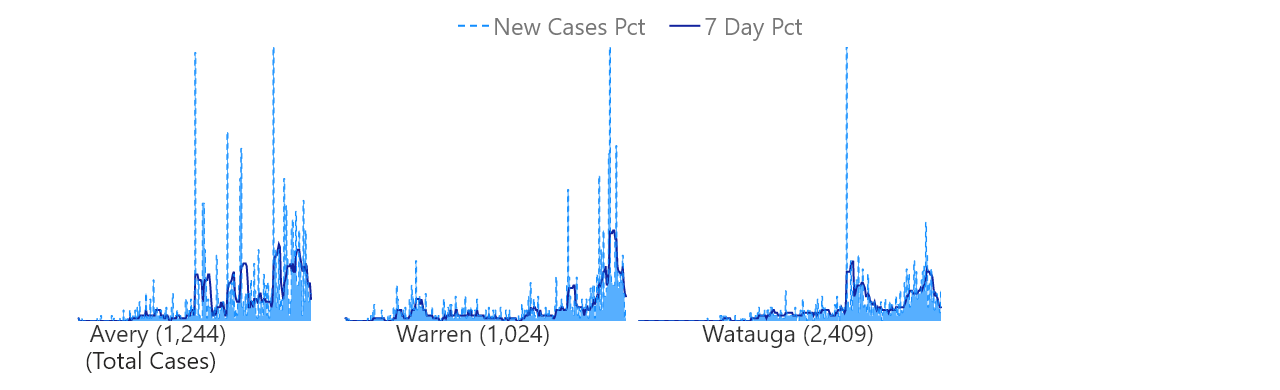 New Cases Pct 7 Day Pct
Avery (1,244) Warren (1,024) Watauga (2,409)
(Total Cases)